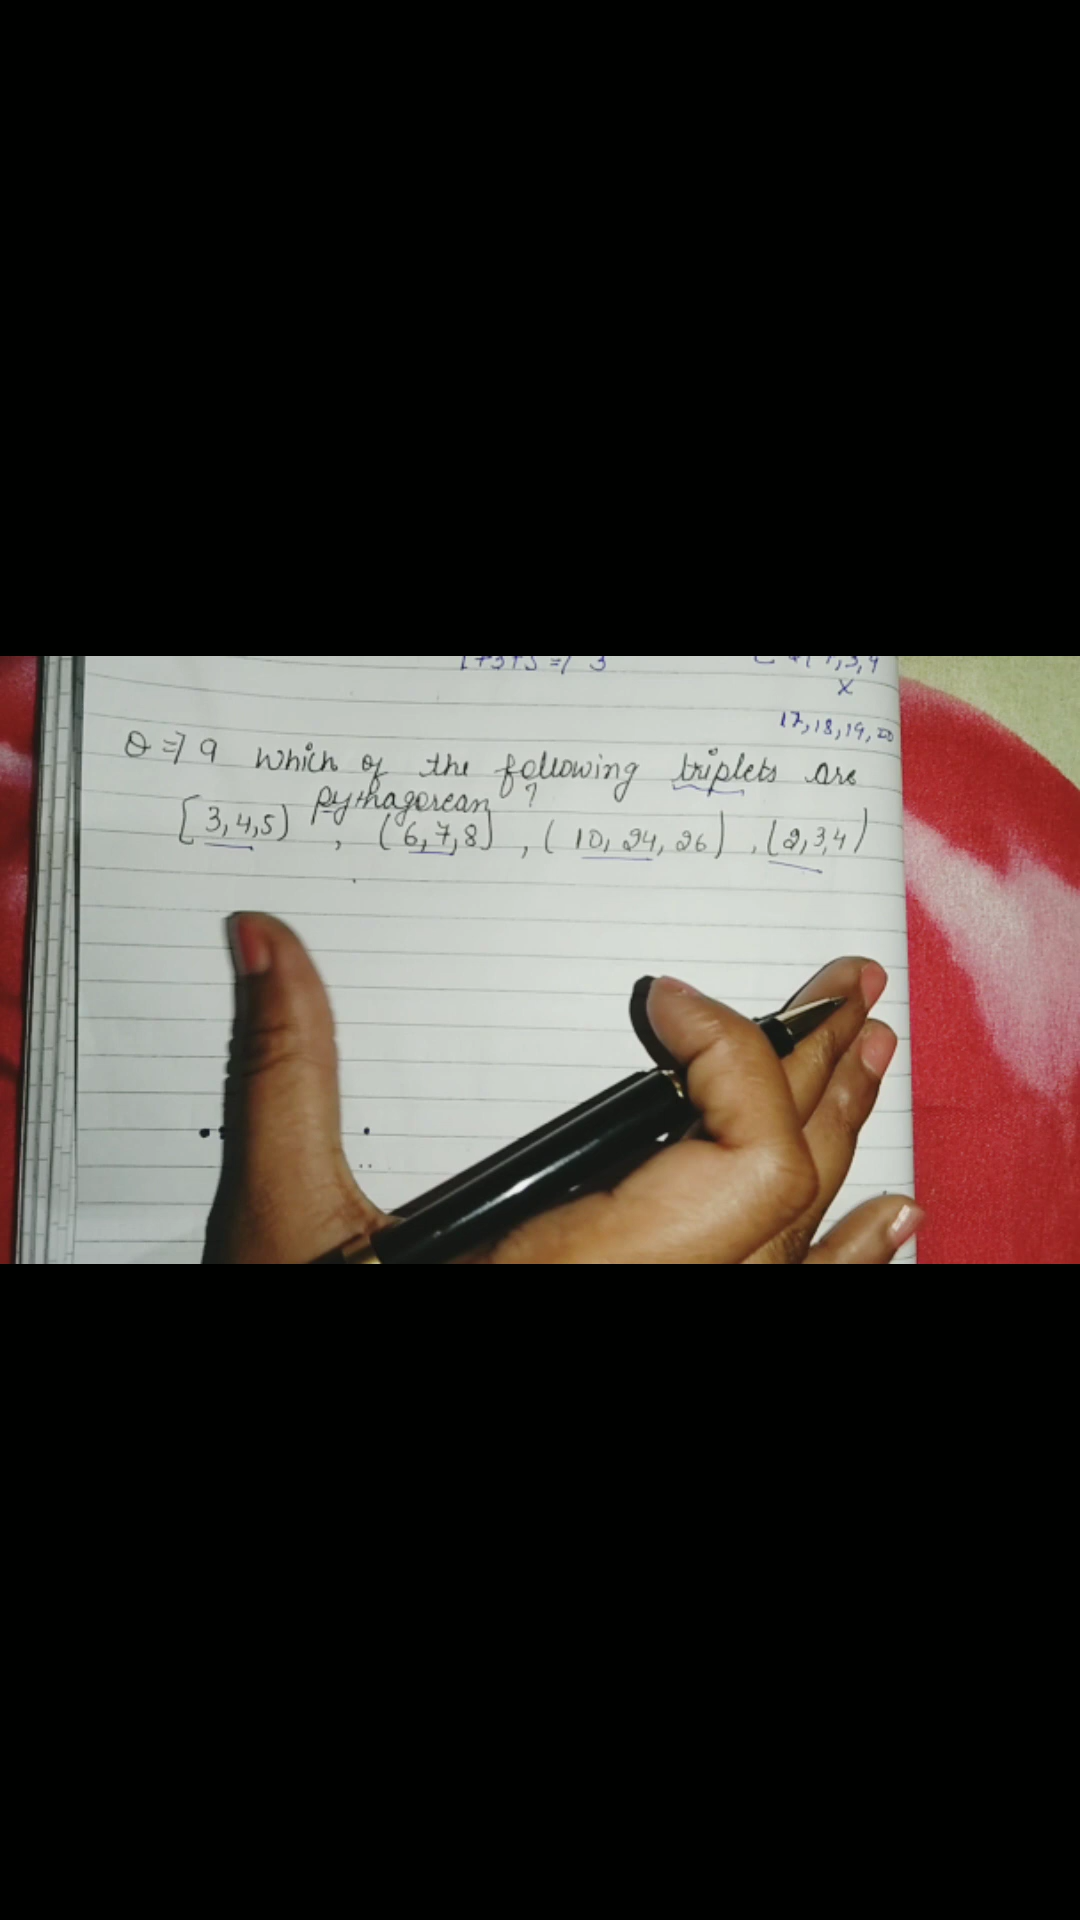 17, 18, 19, 20
Q ⇒ 9 Which of the following triplets are
pythagorean ?
[3,4,5) , (6,7,8) , (10, 24, 26) , (2,3,4)